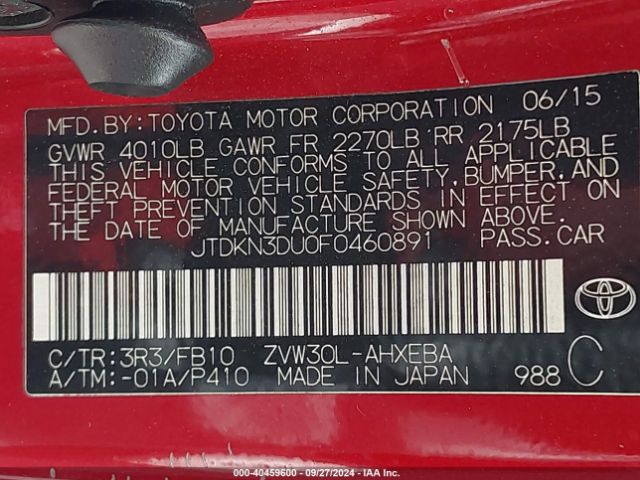 MFD.BY:TOYOTA MOTOR CORPORATION 06/15
GVWR 4010LB GAWR FR 2270LB RR 2175LB
THIS VEHICLE CONFORMS TO ALL APPLICABLE
FEDERAL MOTOR VEHICLE SAFETY,BUMPER,AND
THEFT PREVENTION STANDARDS IN EFFECT ON
THE DATE OF MANUFACTURE SHOWN ABOVE.
JTDKN3DU0F0460891 PASS.CAR
C/TR:3R3/FB10 ZVW30L-AHXEBA
A/TM:-01A/P410 MADE IN JAPAN 988 C
000-40459600 - 09/27/2024 - IAA, Inc.